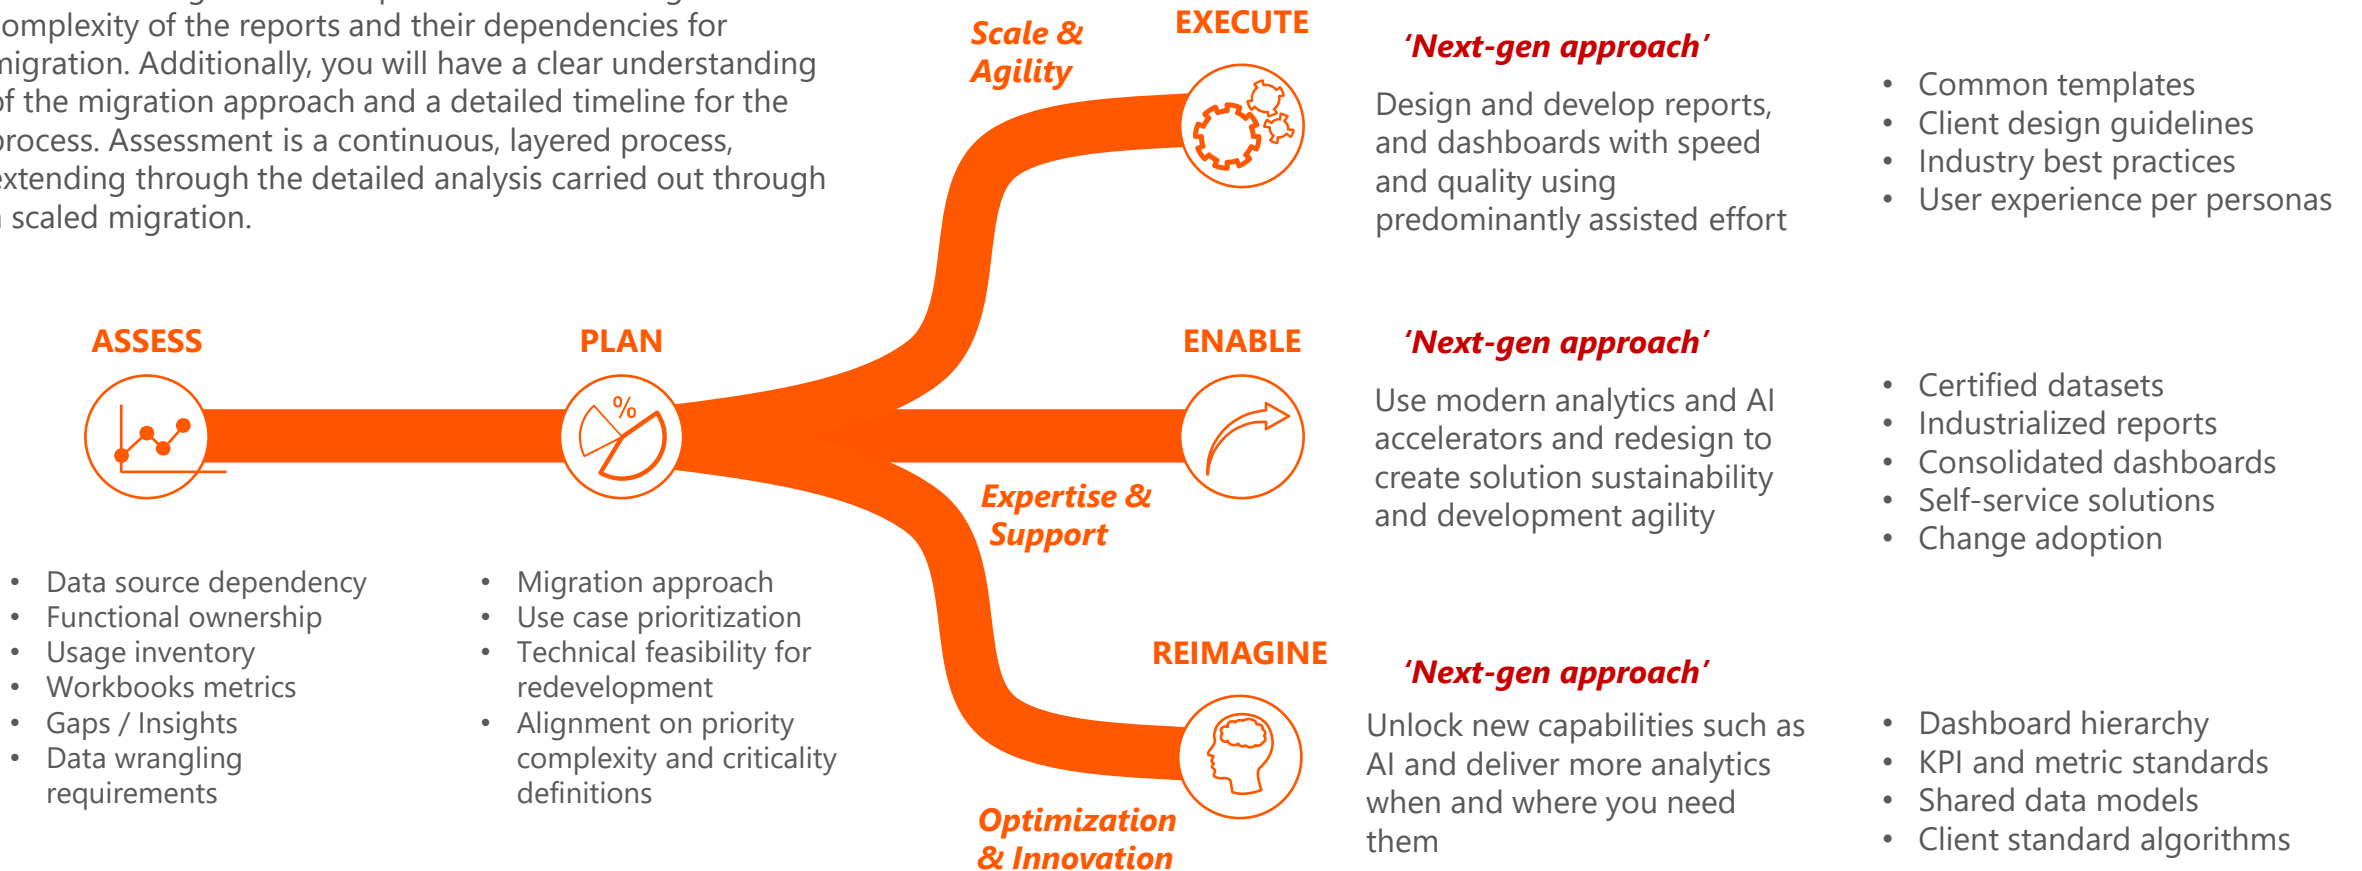 complexity of the reports and their dependencies for
migration. Additionally, you will have a clear understanding
of the migration approach and a detailed timeline for the
process. Assessment is a continuous, layered process,
extending through the detailed analysis carried out through
a scaled migration.
ASSESS
• Data source dependency
• Functional ownership
• Usage inventory
• Workbooks metrics
• Gaps / Insights
• Data wrangling
requirements
PLAN
%
• Migration approach
• Use case prioritization
• Technical feasibility for
redevelopment
• Alignment on priority
complexity and criticality
definitions
Scale &
Agility
EXECUTE
‘Next-gen approach’
Design and develop reports,
and dashboards with speed
and quality using
predominantly assisted effort
• Common templates
• Client design guidelines
• Industry best practices
• User experience per personas
Expertise &
Support
ENABLE
‘Next-gen approach’
Use modern analytics and AI
accelerators and redesign to
create solution sustainability
and development agility
• Certified datasets
• Industrialized reports
• Consolidated dashboards
• Self-service solutions
• Change adoption
Optimization
& Innovation
REIMAGINE
‘Next-gen approach’
Unlock new capabilities such as
AI and deliver more analytics
when and where you need
them
• Dashboard hierarchy
• KPI and metric standards
• Shared data models
• Client standard algorithms